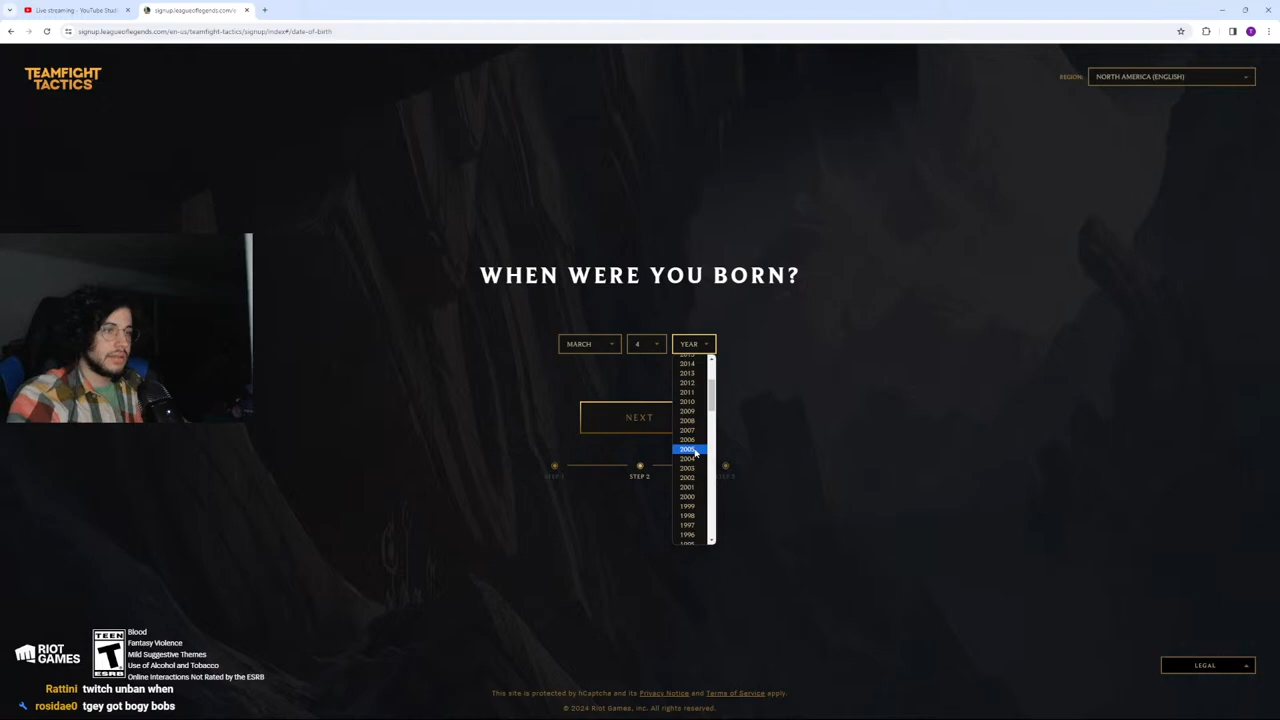 Live streaming - YouTube Stud
signup.leagueoflegends.com/e
signup.leagueoflegends.com/en-us/teamfight-tactics/signup/index#/date-of-birth
T
TEAMFIGHT
TACTICS
REGION:
NORTH AMERICA (ENGLISH)
WHEN WERE YOU BORN?
MARCH
4
YEAR
2014
2013
2012
2011
2010
2009
2008
2007
2006
2005
2004
2003
2002
2001
2000
1999
1998
1997
1996
NEXT
STEP 1
STEP 2
RIOT
GAMES
TEEN
T
ESRB
Blood
Fantasy Violence
Mild Suggestive Themes
Use of Alcohol and Tobacco
Online Interactions Not Rated by the ESRB
Rattini twitch unban when
rosidae0 tgey got bogy bobs
LEGAL
This site is protected by hCaptcha and its Privacy Notice and Terms of Service apply.
© 2024 Riot Games, Inc. All rights reserved.